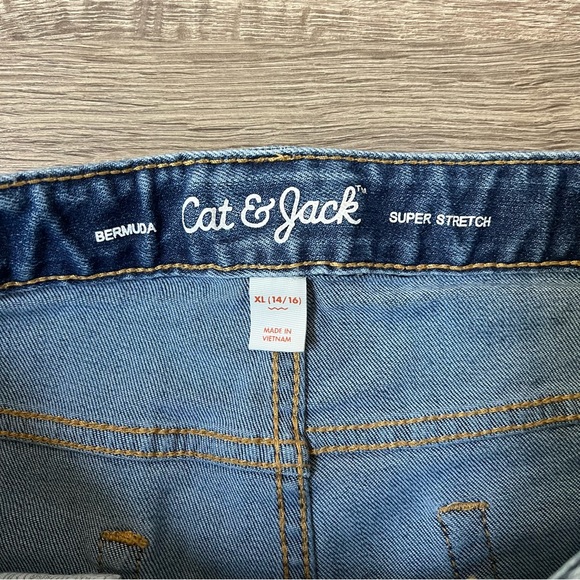 BERMUDA Cat & Jack™ SUPER STRETCH
XL (14/16)
MADE IN
VIETNAM